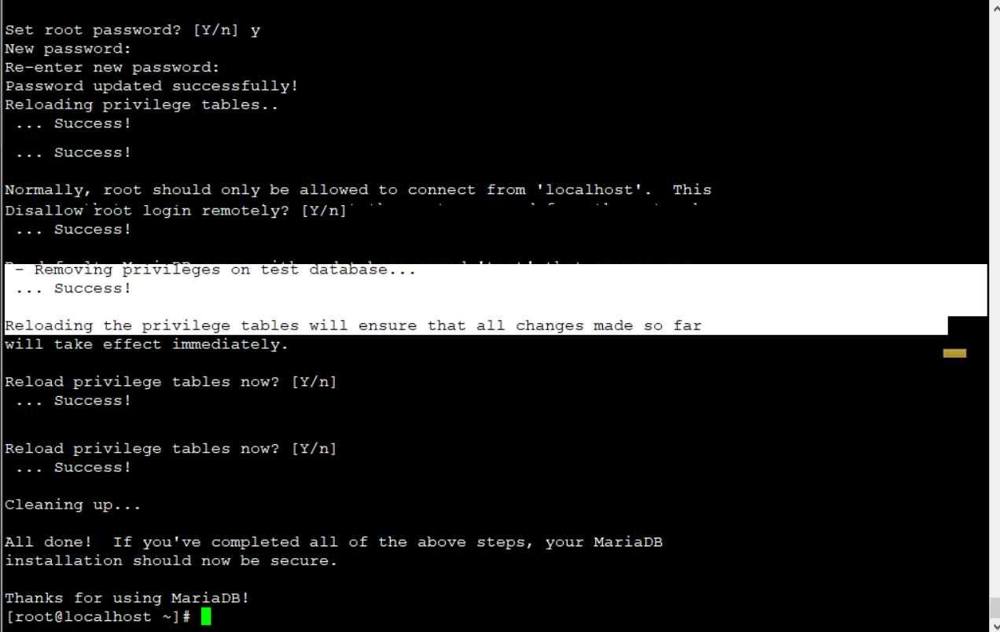 Set root password? [Y/n] y
New password:
Re-enter new password:
Password updated successfully!
Reloading privilege tables..
 ... Success!
 ... Success!
Normally, root should only be allowed to connect from 'localhost'.  This
Disallow root login remotely? [Y/n]
 ... Success!
 - Removing privileges on test database...
 ... Success!
Reloading the privilege tables will ensure that all changes made so far
will take effect immediately.
Reload privilege tables now? [Y/n]
 ... Success!
Reload privilege tables now? [Y/n]
 ... Success!
Cleaning up...
All done!  If you've completed all of the above steps, your MariaDB
installation should now be secure.
Thanks for using MariaDB!
[root@localhost ~]#